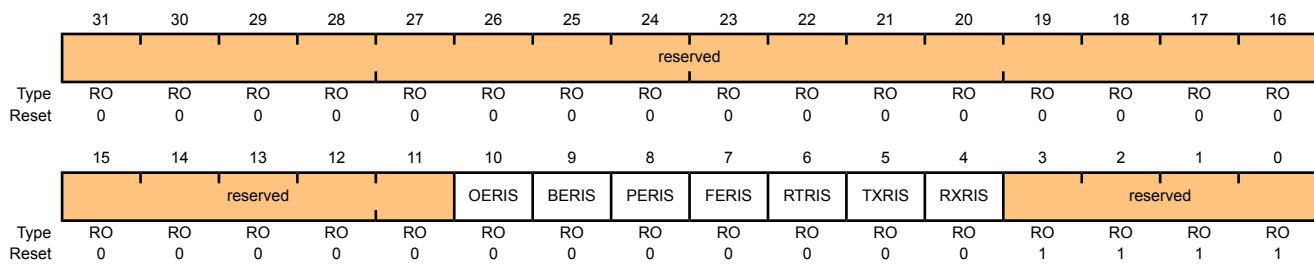 31 30 29 28 27 26 25 24 23 22 21 20 19 18 17 16
reserved
Type RO RO RO RO RO RO RO RO RO RO RO RO RO RO RO RO
Reset 0 0 0 0 0 0 0 0 0 0 0 0 0 0 0 0
15 14 13 12 11 10 9 8 7 6 5 4 3 2 1 0
reserved OERIS BERIS PERIS FERIS RTRIS TXRIS RXRIS reserved
Type RO RO RO RO RO RO RO RO RO RO RO RO RO RO RO RO
Reset 0 0 0 0 0 0 0 0 0 0 0 0 1 1 1 1